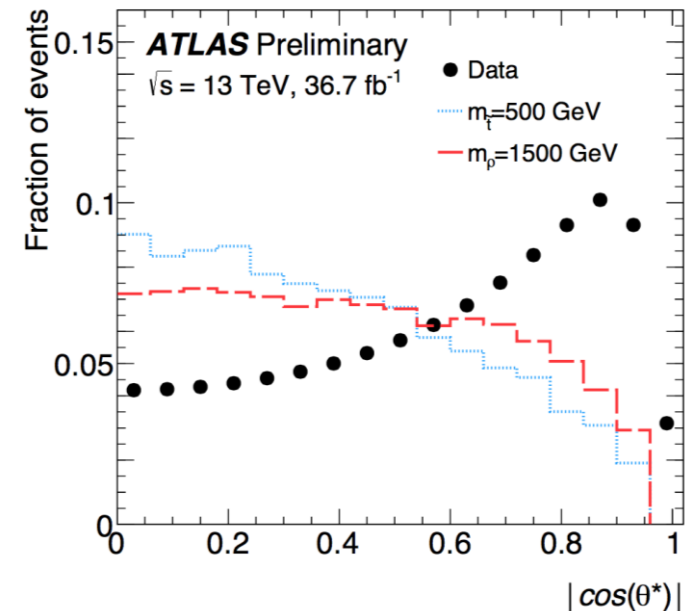 Fraction of events
0.15
0.1
0.05
0
ATLAS Preliminary
√s = 13 TeV, 36.7 fb⁻¹
Data
m_t̃=500 GeV
m_ρ=1500 GeV
0 0.2 0.4 0.6 0.8 1
|cos(θ*)|